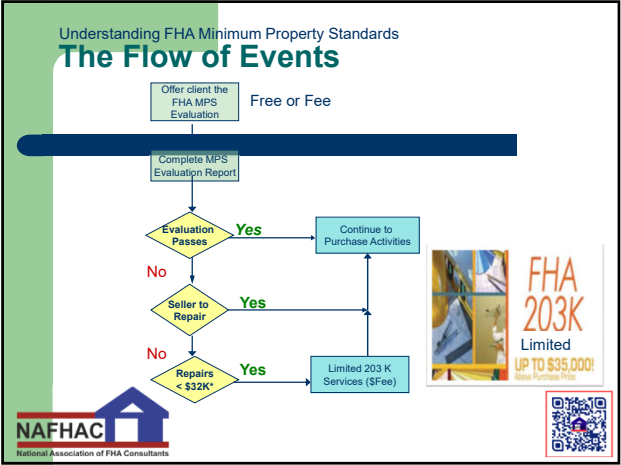 Understanding FHA Minimum Property Standards
The Flow of Events
Offer client the
FHA MPS
Evaluation
Free or Fee
Complete MPS
Evaluation Report
Evaluation
Passes
Yes
Continue to
Purchase Activities
No
Seller to
Repair
Yes
No
Repairs
< $32K*
Yes
Limited 203 K
Services ($Fee)
FHA
203K
Limited
UP TO $35,000!
Above Purchase Price
NAFHAC
National Association of FHA Consultants